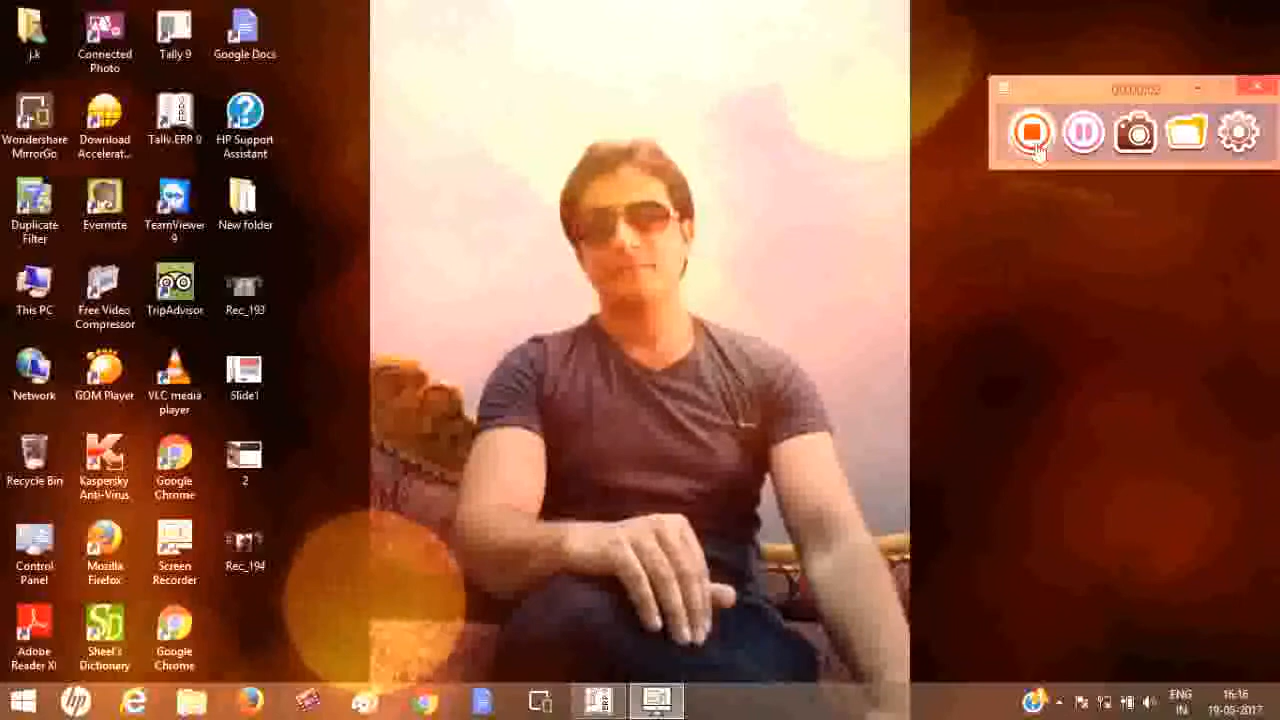 j.k
Connected
Photo
Tally 9
Google Docs
Wondershare
MirrorGo
Download
Accelerat...
Tally.ERP 9
HP Support
Assistant
Duplicate
Filter
Evernote
TeamViewer
9
New folder
This PC
Free Video
Compressor
TripAdvisor
Rec_193
Network
GOM Player
VLC media
player
Slide1
Recycle Bin
Kaspersky
Anti-Virus
Google
Chrome
2
Control
Panel
Mozilla
Firefox
Screen
Recorder
Rec_194
Adobe
Reader XI
Sheel's
Dictionary
Google
Chrome
ENG
IN
16:16
19-05-2017